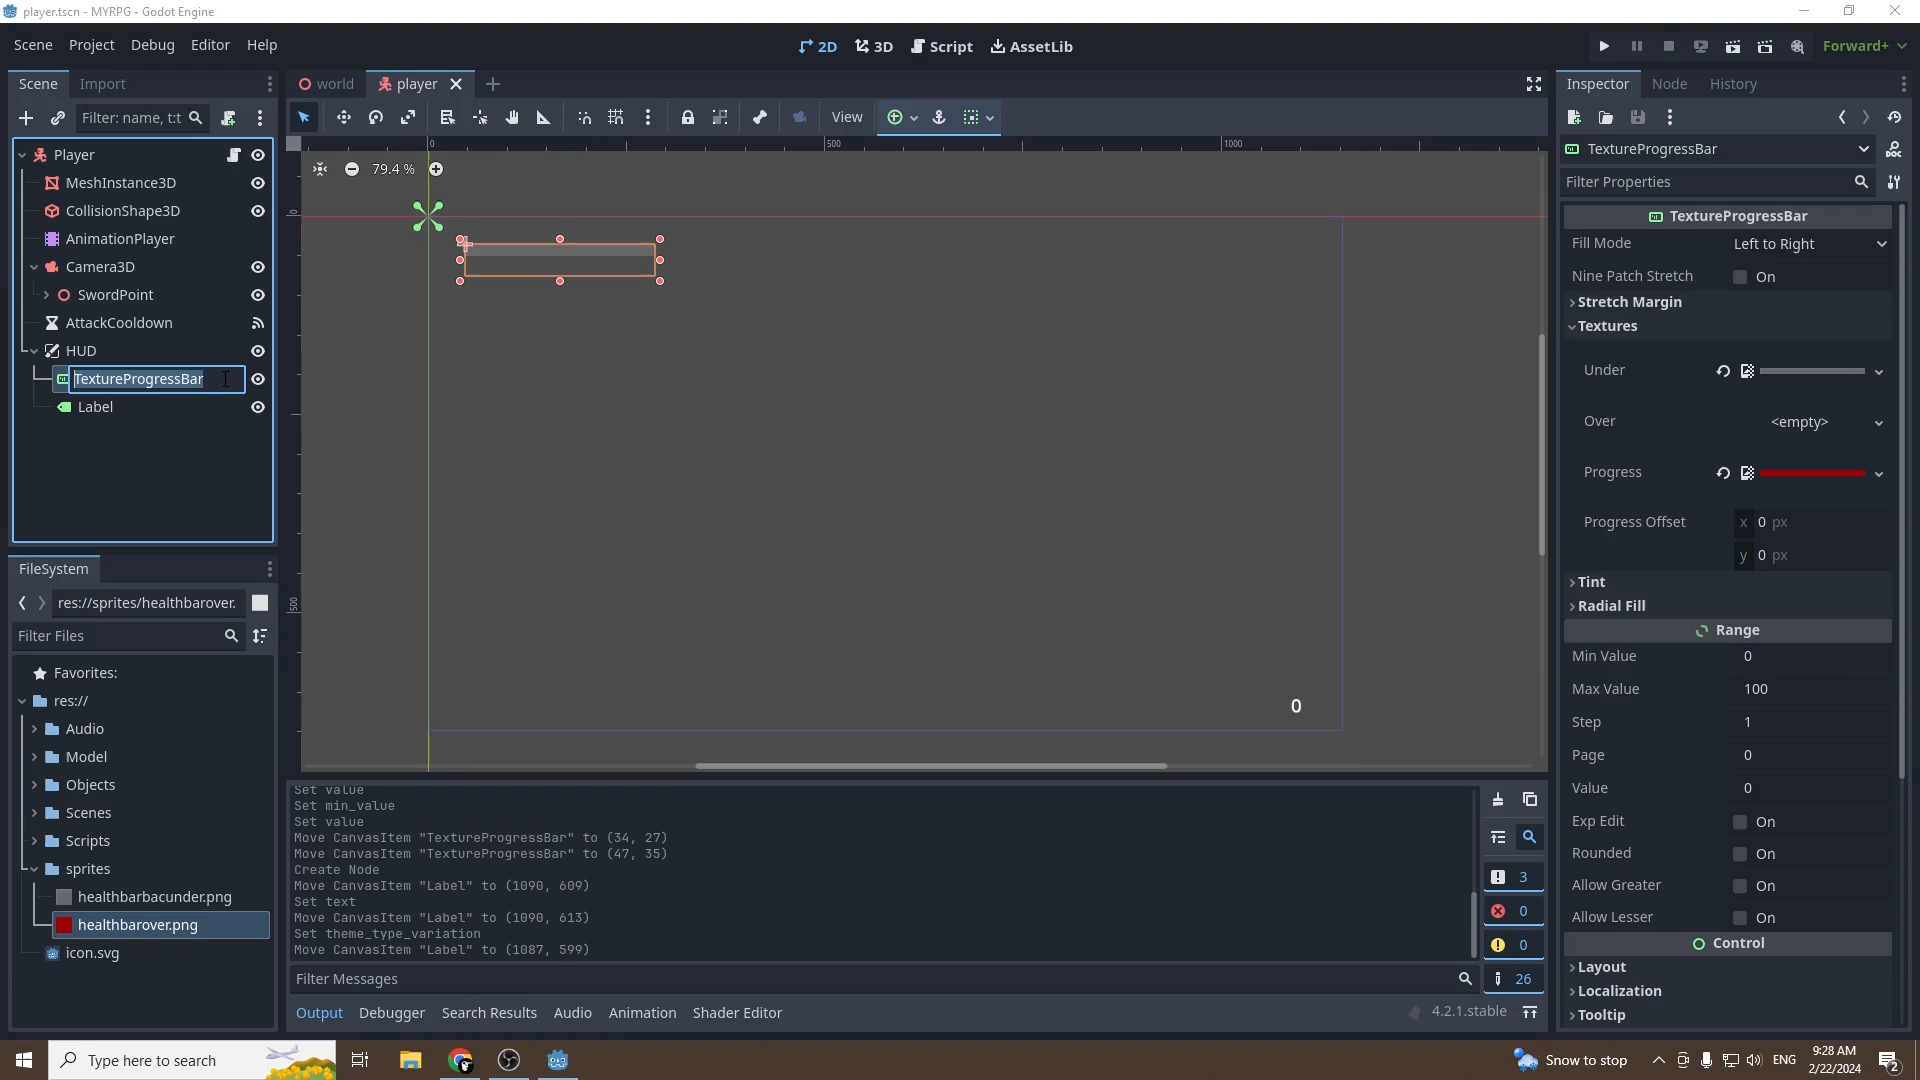 player.tscn - MYRPG - Godot Engine
Scene Project Debug Editor Help
2D 3D Script AssetLib
Forward+
Scene Import
world player
Inspector Node History
Filter: name, t:t
View
TextureProgressBar
Filter Properties
79.4 %
0 500 1000
0
500
0
Player
MeshInstance3D
CollisionShape3D
AnimationPlayer
Camera3D
SwordPoint
AttackCooldown
HUD
TextureProgressBar
Label
FileSystem
res://sprites/healthbarover.
Filter Files
Favorites:
res://
Audio
Model
Objects
Scenes
Scripts
sprites
healthbarbacunder.png
healthbarover.png
icon.svg
TextureProgressBar
Fill Mode Left to Right
Nine Patch Stretch On
Stretch Margin
Textures
Under
Over <empty>
Progress
Progress Offset x 0 px
y 0 px
Tint
Radial Fill
Range
Min Value 0
Max Value 100
Step 1
Page 0
Value 0
Exp Edit On
Rounded On
Allow Greater On
Allow Lesser On
Control
Layout
Localization
Tooltip
Set value
Set min_value
Set value
Move CanvasItem "TextureProgressBar" to (34, 27)
Move CanvasItem "TextureProgressBar" to (47, 35)
Create Node
Move CanvasItem "Label" to (1090, 609)
Set text
Move CanvasItem "Label" to (1090, 613)
Set theme_type_variation
Move CanvasItem "Label" to (1087, 599)
3
0
0
26
Filter Messages
Output Debugger Search Results Audio Animation Shader Editor
4.2.1.stable
Type here to search
Snow to stop
ENG
9:28 AM
2/22/2024
2